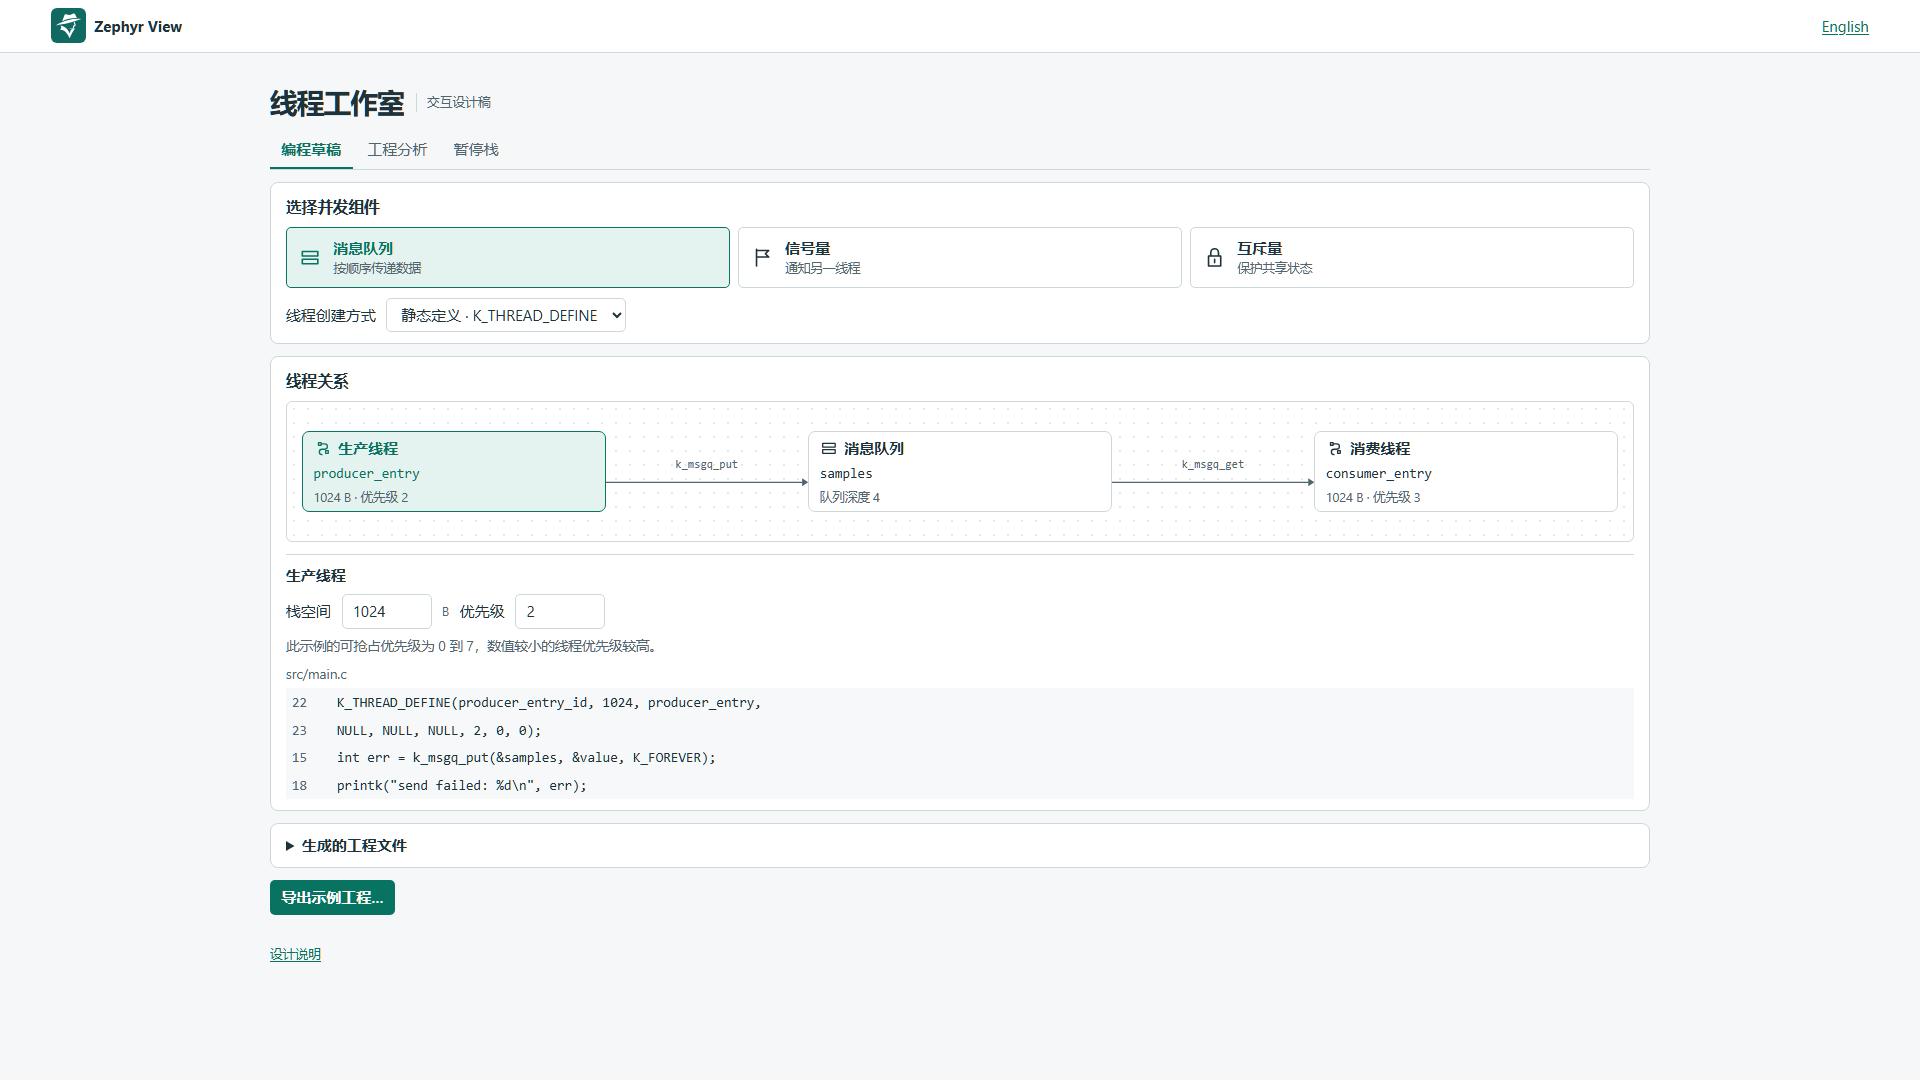 Zephyr View
English
线程工作室
交互设计稿
编程草稿 工程分析 暂停栈
选择并发组件
消息队列
按顺序传递数据
信号量
通知另一线程
互斥量
保护共享状态
线程创建方式 静态定义 · K_THREAD_DEFINE
线程关系
生产线程
producer_entry
1024 B · 优先级 2
k_msgq_put
消息队列
samples
队列深度 4
k_msgq_get
消费线程
consumer_entry
1024 B · 优先级 3
生产线程
栈空间 1024 B 优先级 2
此示例的可抢占优先级为 0 到 7，数值较小的线程优先级较高。
src/main.c
22 K_THREAD_DEFINE(producer_entry_id, 1024, producer_entry,
23 NULL, NULL, NULL, 2, 0, 0);
15 int err = k_msgq_put(&samples, &value, K_FOREVER);
18 printk("send failed: %d\n", err);
生成的工程文件
导出示例工程...
设计说明